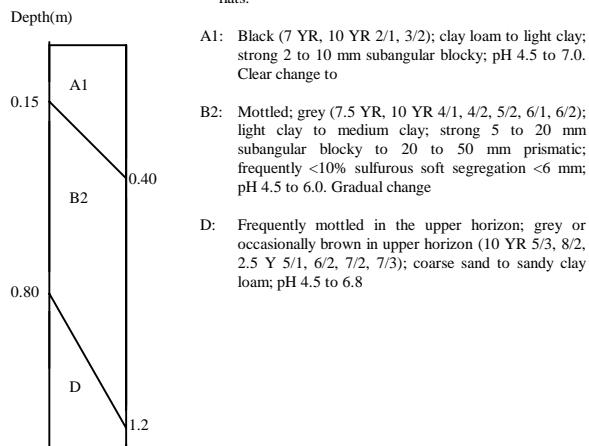 flats.
Depth(m)
A1: Black (7 YR, 10 YR 2/1, 3/2); clay loam to light clay;
strong 2 to 10 mm subangular blocky; pH 4.5 to 7.0.
Clear change to
A1
0.15
B2: Mottled; grey (7.5 YR, 10 YR 4/1, 4/2, 5/2, 6/1, 6/2);
light clay to medium clay; strong 5 to 20 mm
subangular blocky to 20 to 50 mm prismatic;
frequently <10% sulfurous soft segregation <6 mm;
pH 4.5 to 6.0. Gradual change
0.40
B2
D: Frequently mottled in the upper horizon; grey or
occasionally brown in upper horizon (10 YR 5/3, 8/2,
2.5 Y 5/1, 6/2, 7/2, 7/3); coarse sand to sandy clay
loam; pH 4.5 to 6.8
0.80
D
1.2